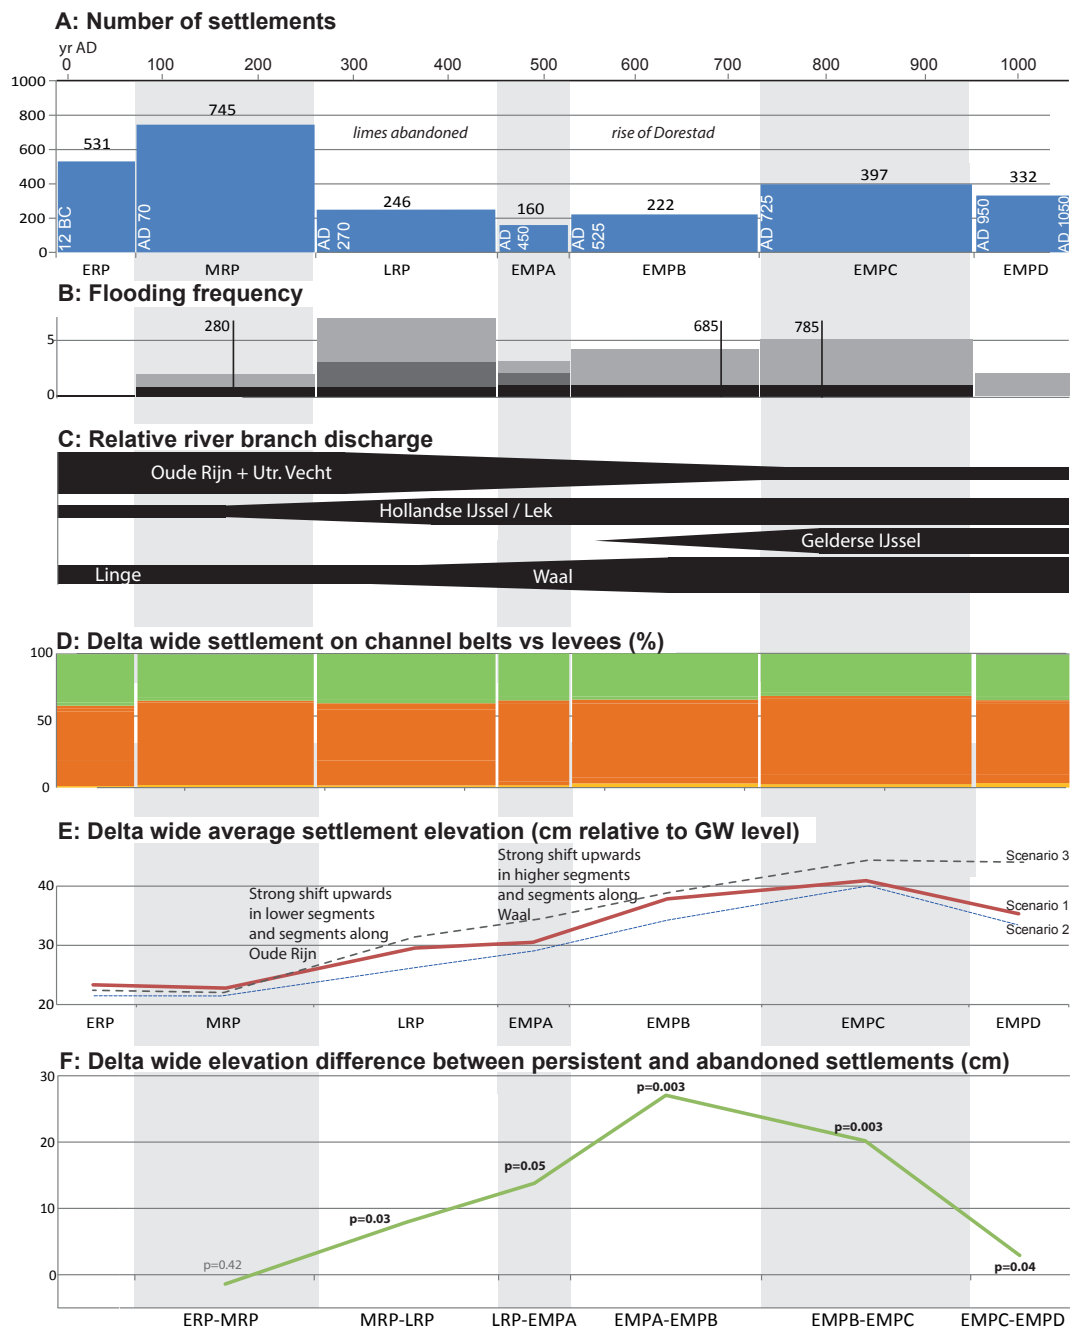 A: Number of settlements
yr AD
0 100 200 300 400 500 600 700 800 900 1000
1000
800
600
400
200
0
531
745
limes abandoned
246
160
rise of Dorestad
222
397
332
12 BC
AD 70
AD 270
AD 450
AD 525
AD 725
AD 950
AD 1050
ERP MRP LRP EMPA EMPB EMPC EMPD
B: Flooding frequency
5
0
280
685
785
C: Relative river branch discharge
Oude Rijn + Utr. Vecht
Hollandse IJssel / Lek
Gelderse IJssel
Linge
Waal
D: Delta wide settlement on channel belts vs levees (%)
100
50
0
E: Delta wide average settlement elevation (cm relative to GW level)
40
30
20
Strong shift upwards
in lower segments
and segments along
Oude Rijn
Strong shift upwards
in higher segments
and segments along
Waal
Scenario 3
Scenario 1
Scenario 2
ERP MRP LRP EMPA EMPB EMPC EMPD
F: Delta wide elevation difference between persistent and abandoned settlements (cm)
30
20
10
0
p=0.42
p=0.03
p=0.05
p=0.003
p=0.003
p=0.04
ERP-MRP MRP-LRP LRP-EMPA EMPA-EMPB EMPB-EMPC EMPC-EMPD